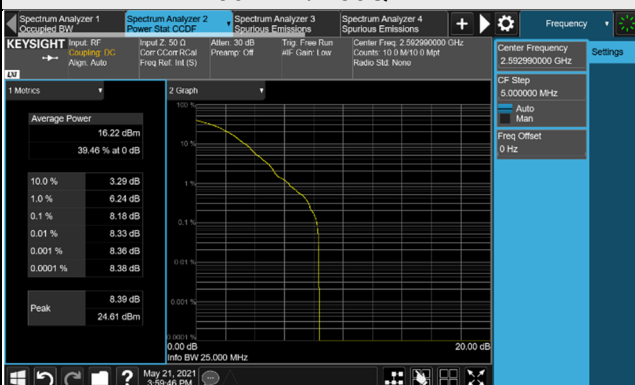 Spectrum Analyzer 1
Occupied BW
Spectrum Analyzer 2
Power Stat CCDF
Spectrum Analyzer 3
Spurious Emissions
Spectrum Analyzer 4
Spurious Emissions
Frequency
KEYSIGHT
Input: RF
Coupling: DC
Align: Auto
Input Z: 50 Ω
Corr CCorr RCal
Freq Ref: Int (S)
Atten: 30 dB
Preamp: Off
Trig: Free Run
#IF Gain: Low
Center Freq: 2.592990000 GHz
Counts: 10.0 M/10.0 Mpt
Radio Std: None
LXI
Center Frequency
2.592990000 GHz
Settings
CF Step
5.000000 MHz
Auto
Man
Freq Offset
0 Hz
1 Metrics
2 Graph
Average Power
16.22 dBm
39.46 % at 0 dB
10.0 % 3.29 dB
1.0 % 6.24 dB
0.1 % 8.18 dB
0.01 % 8.33 dB
0.001 % 8.36 dB
0.0001 % 8.38 dB
Peak
8.39 dB
24.61 dBm
100 %
10 %
1 %
0.1 %
0.01 %
0.001 %
0.0001 %
0.00 dB
20.00 dB
Info BW 25.000 MHz
May 21, 2021
3:59:46 PM